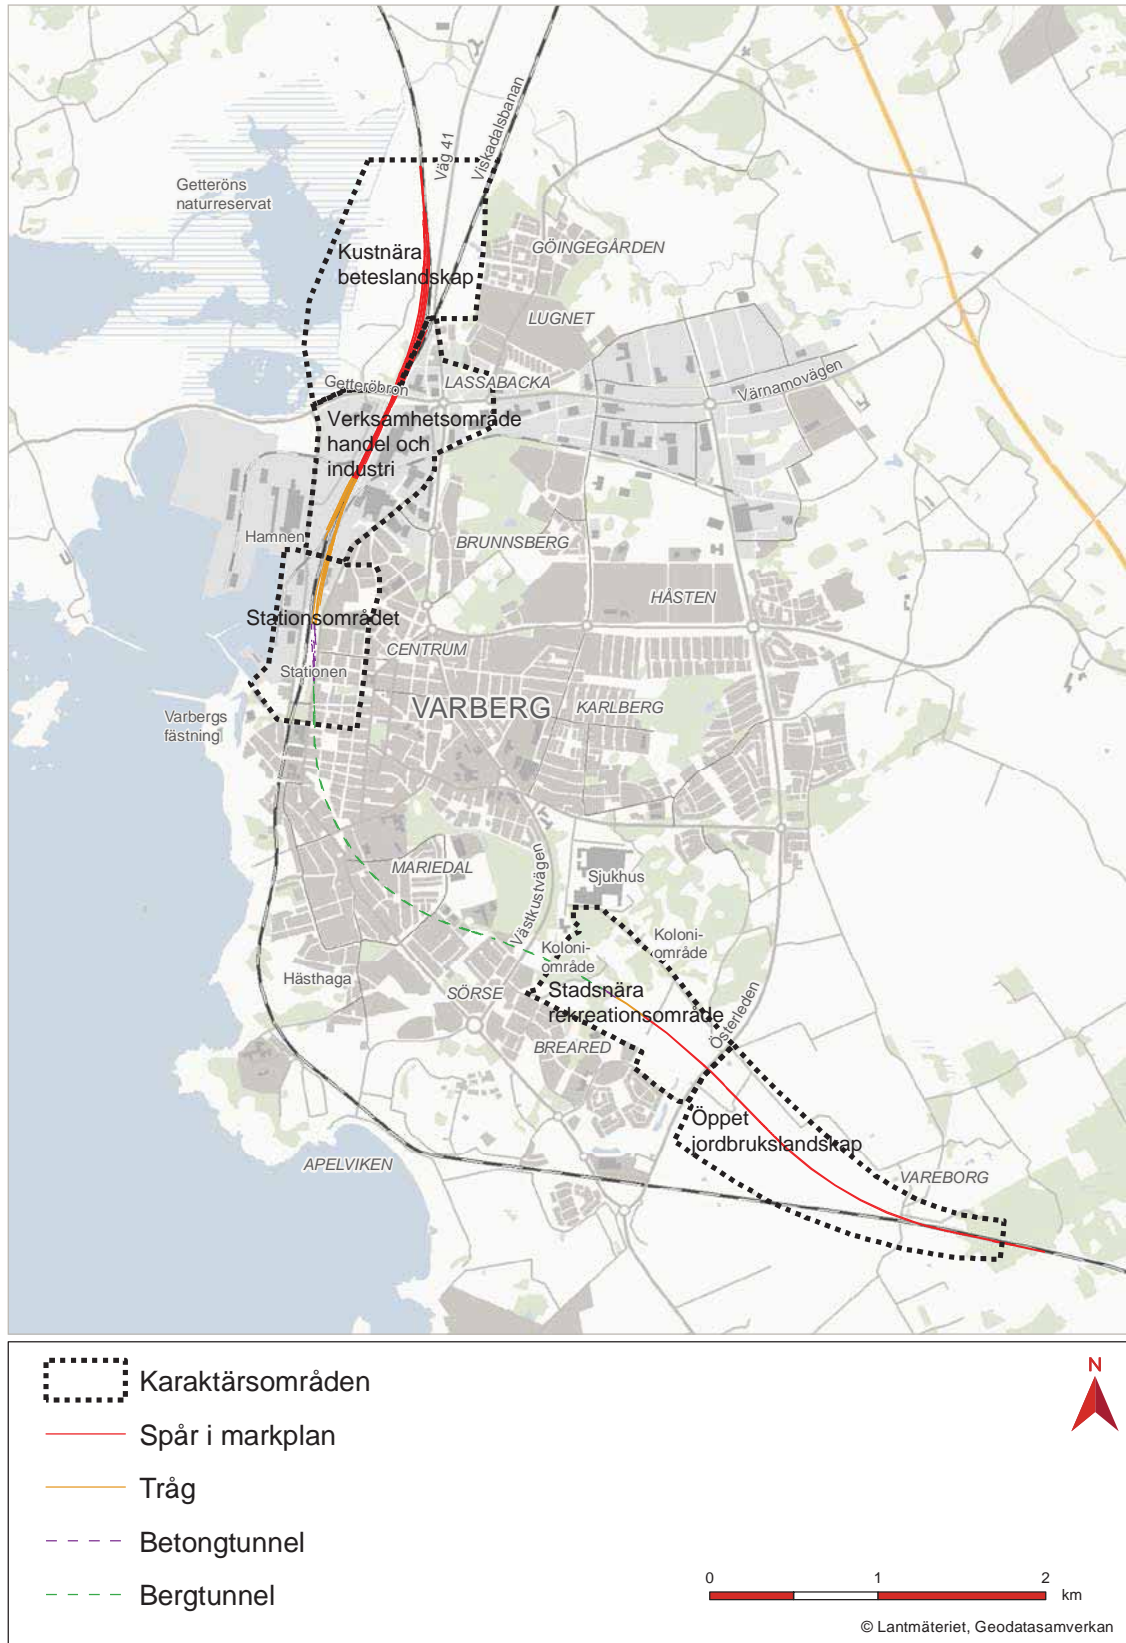 Väg 41
Viskadalsbanan
Getteröns
naturreservat
GÖINGEGÅRDEN
Kustnära
beteslandskap
LUGNET
Getteröbron
LASSABACKA
Värnamovägen
Verksamhetsområde
handel och
industri
Hamnen
BRUNNSBERG
HÅSTEN
Stationsområdet
CENTRUM
Stationen
VARBERG
KARLBERG
Varbergs
fästning
MARIEDAL
Västkustvägen
Sjukhus
Koloni-
område
Koloni-
område
Hästhaga
SÖRSE
Stadsnära
rekreationsområde
Österleden
BREARED
Öppet
jordbrukslandskap
APELVIKEN
VAREBORG
Karaktärsområden
Spår i markplan
Tråg
Betongtunnel
Bergtunnel
N
0 1 2
km
© Lantmäteriet, Geodatasamverkan